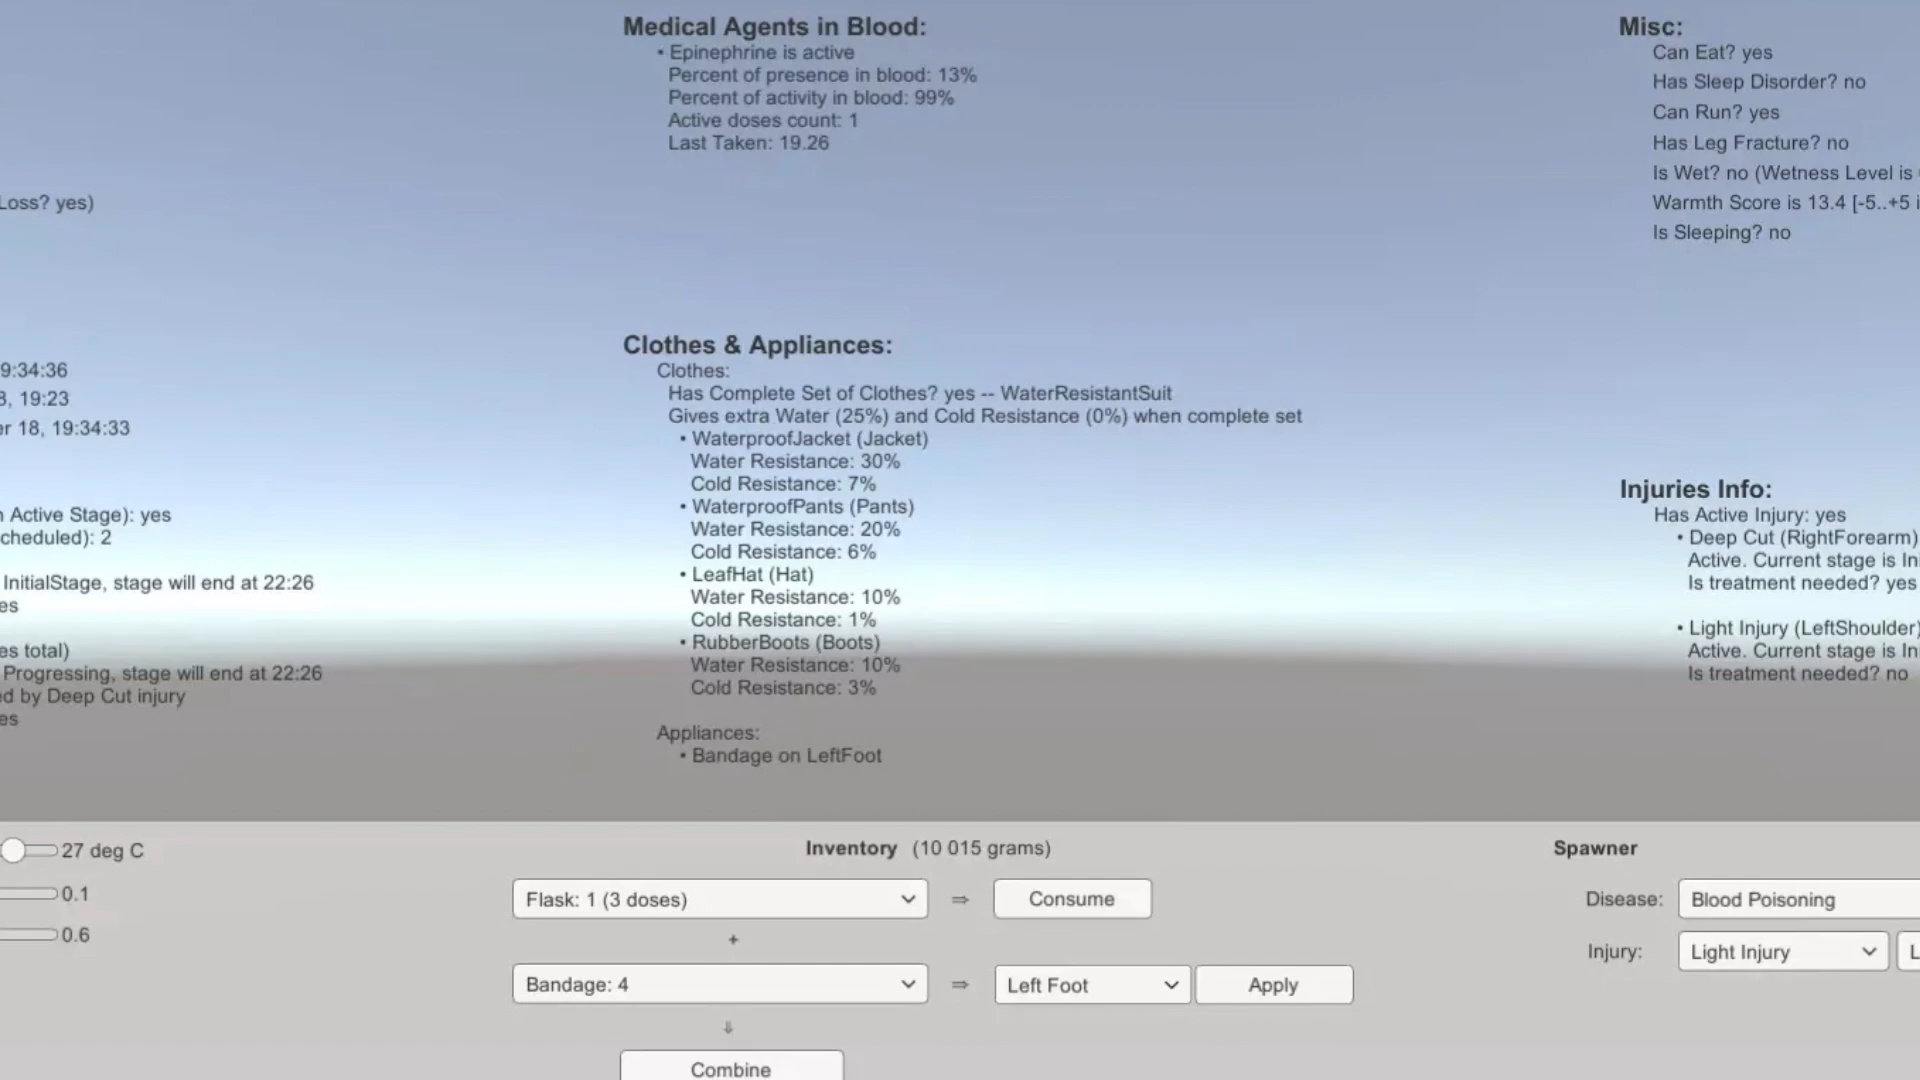 Loss? yes)
9:34:36
8, 19:23
er 18, 19:34:33
n Active Stage): yes
cheduled): 2
InitialStage, stage will end at 22:26
es
es total)
Progressing, stage will end at 22:26
ed by Deep Cut injury
es
Medical Agents in Blood:
• Epinephrine is active
Percent of presence in blood: 13%
Percent of activity in blood: 99%
Active doses count: 1
Last Taken: 19.26
Clothes & Appliances:
Clothes:
Has Complete Set of Clothes? yes -- WaterResistantSuit
Gives extra Water (25%) and Cold Resistance (0%) when complete set
• WaterproofJacket (Jacket)
Water Resistance: 30%
Cold Resistance: 7%
• WaterproofPants (Pants)
Water Resistance: 20%
Cold Resistance: 6%
• LeafHat (Hat)
Water Resistance: 10%
Cold Resistance: 1%
• RubberBoots (Boots)
Water Resistance: 10%
Cold Resistance: 3%
Appliances:
• Bandage on LeftFoot
Misc:
Can Eat? yes
Has Sleep Disorder? no
Can Run? yes
Has Leg Fracture? no
Is Wet? no (Wetness Level is
Warmth Score is 13.4 [-5..+5 i
Is Sleeping? no
Injuries Info:
Has Active Injury: yes
• Deep Cut (RightForearm)
Active. Current stage is Ini
Is treatment needed? yes
• Light Injury (LeftShoulder)
Active. Current stage is Ini
Is treatment needed? no
27 deg C
0.1
0.6
Inventory (10 015 grams)
Flask: 1 (3 doses) ⇒ Consume
+
Bandage: 4 ⇒ Left Foot Apply
⇓
Combine
Spawner
Disease: Blood Poisoning
Injury: Light Injury L